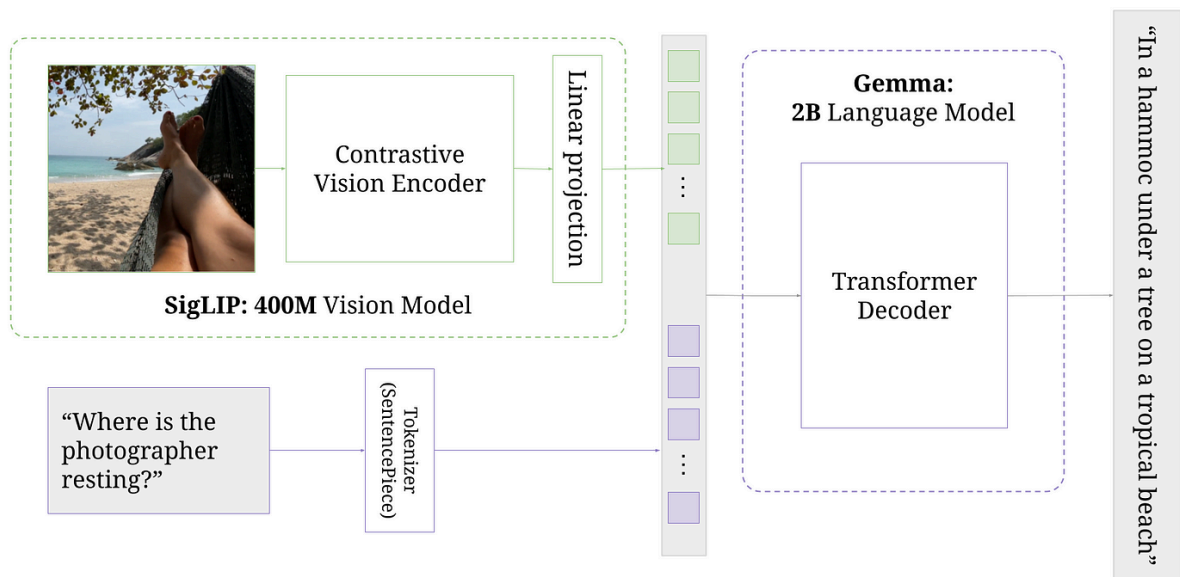 Contrastive
Vision Encoder
Linear projection
SigLIP: 400M Vision Model
“Where is the
photographer
resting?”
Tokenizer
(SentencePiece)
⋮
⋮
Gemma:
2B Language Model
Transformer
Decoder
“In a hammoc under a tree on a tropical beach”